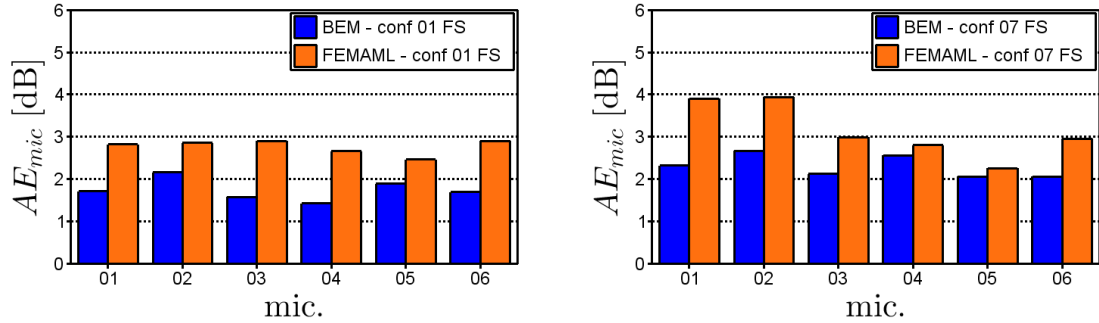 BEM - conf 01 FS
FEMAML - conf 01 FS
AE_mic [dB]
6
5
4
3
2
1
0
01 02 03 04 05 06
mic.
BEM - conf 07 FS
FEMAML - conf 07 FS
AE_mic [dB]
6
5
4
3
2
1
0
01 02 03 04 05 06
mic.